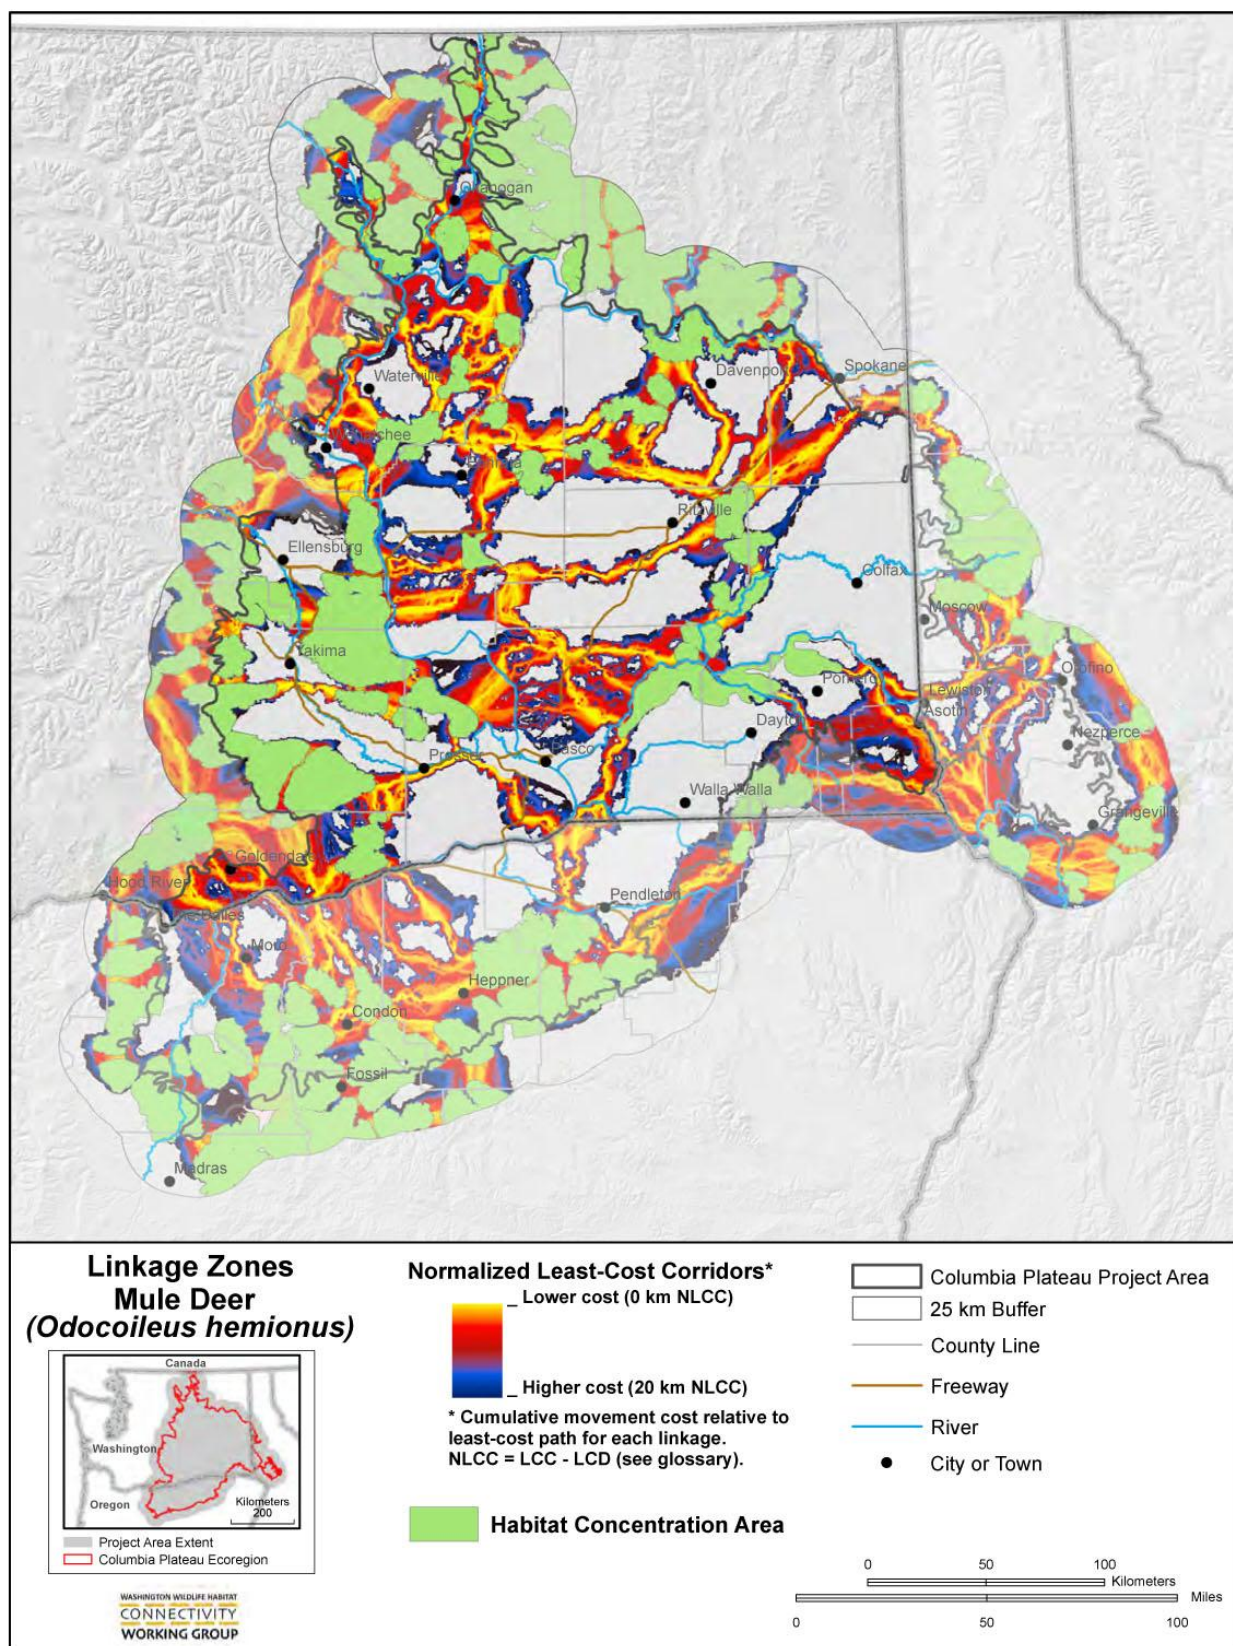 Okanogan
Waterville
Davenport
Spokane
Wenatchee
Ephrata
Ritzville
Ellensburg
Colfax
Moscow
Yakima
Orofino
Pomeroy
Lewiston
Asotin
Dayton
Nezperce
Prosser
Pasco
Walla Walla
Grangeville
Goldendale
Hood River
The Dalles
Pendleton
Moro
Heppner
Condon
Fossil
Madras
Linkage Zones
Mule Deer
(Odocoileus hemionus)
Canada
Washington
Oregon
Kilometers
200
Project Area Extent
Columbia Plateau Ecoregion
WASHINGTON WILDLIFE HABITAT
CONNECTIVITY
WORKING GROUP
Normalized Least-Cost Corridors*
_ Lower cost (0 km NLCC)
_ Higher cost (20 km NLCC)
* Cumulative movement cost relative to
least-cost path for each linkage.
NLCC = LCC - LCD (see glossary).
Habitat Concentration Area
Columbia Plateau Project Area
25 km Buffer
County Line
Freeway
River
City or Town
0 50 100
Kilometers
Miles
0 50 100